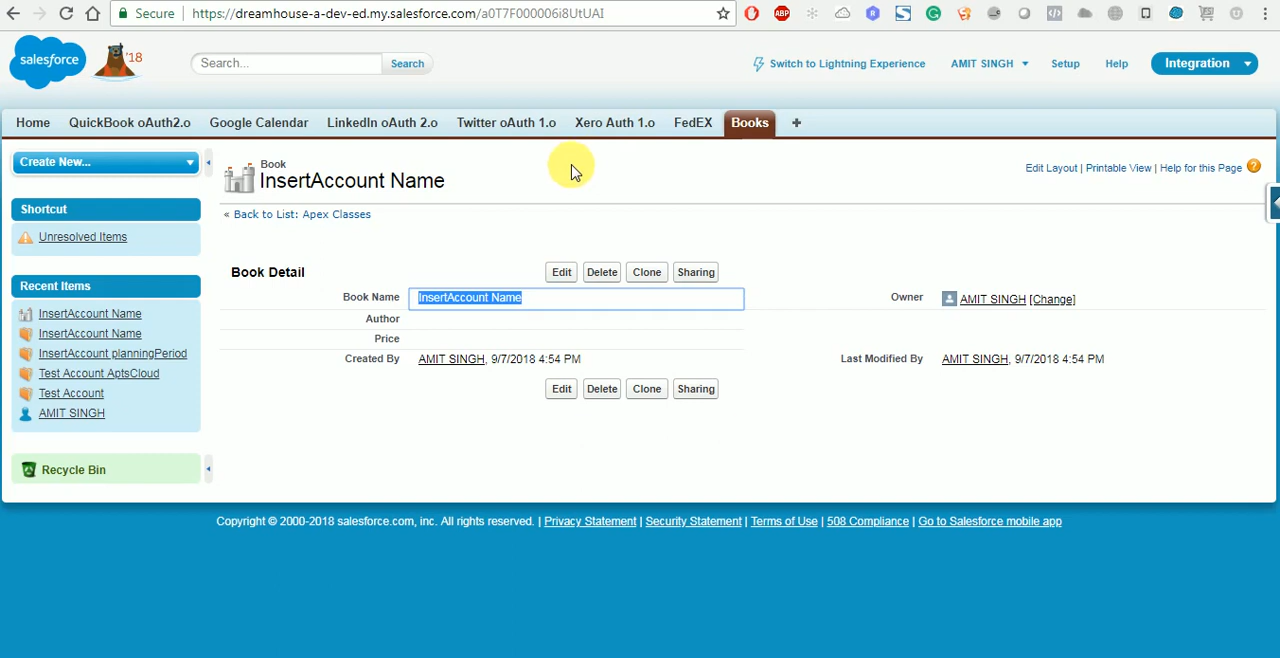 Secure https://dreamhouse-a-dev-ed.my.salesforce.com/a0T7F000006i8UtUAI
salesforce '18 Search... Search Switch to Lightning Experience AMIT SINGH Setup Help Integration
Home QuickBook oAuth2.o Google Calendar LinkedIn oAuth 2.o Twitter oAuth 1.o Xero Auth 1.o FedEX Books +
Create New...
Book
InsertAccount Name
Edit Layout | Printable View | Help for this Page ?
« Back to List: Apex Classes
Shortcut
Unresolved Items
Recent Items
InsertAccount Name
InsertAccount Name
InsertAccount planningPeriod
Test Account AptsCloud
Test Account
AMIT SINGH
Recycle Bin
Book Detail Edit Delete Clone Sharing
Book Name InsertAccount Name Owner AMIT SINGH [Change]
Author
Price
Created By AMIT SINGH, 9/7/2018 4:54 PM Last Modified By AMIT SINGH, 9/7/2018 4:54 PM
Edit Delete Clone Sharing
Copyright © 2000-2018 salesforce.com, inc. All rights reserved. | Privacy Statement | Security Statement | Terms of Use | 508 Compliance | Go to Salesforce mobile app